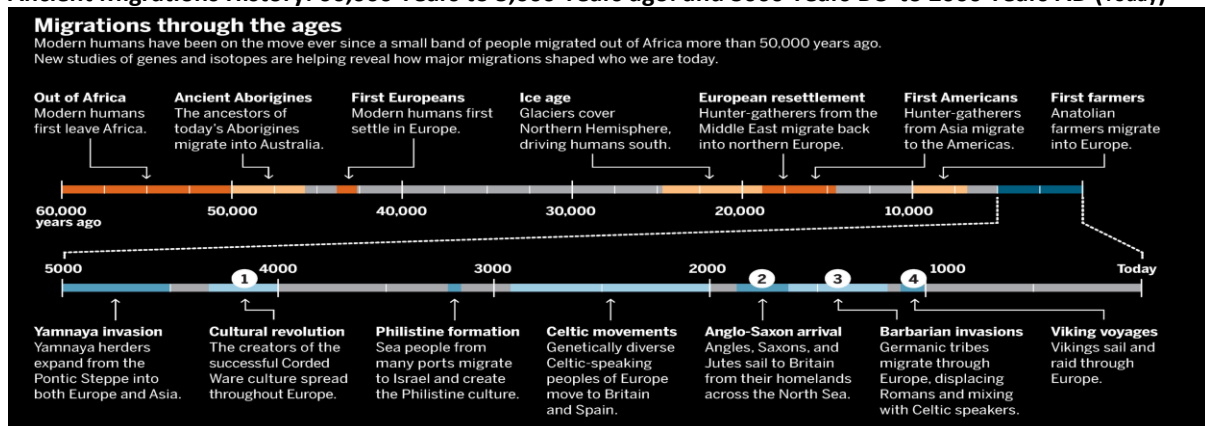 Migrations through the ages
Modern humans have been on the move ever since a small band of people migrated out of Africa more than 50,000 years ago.
New studies of genes and isotopes are helping reveal how major migrations shaped who we are today.
Out of Africa
Modern humans
first leave Africa.
Ancient Aborigines
The ancestors of
today's Aborigines
migrate into Australia.
First Europeans
Modern humans first
settle in Europe.
Ice age
Glaciers cover
Northern Hemisphere,
driving humans south.
European resettlement
Hunter-gatherers from the
Middle East migrate back
into northern Europe.
First Americans
Hunter-gatherers
from Asia migrate
to the Americas.
First farmers
Anatolian
farmers migrate
into Europe.
60,000
years ago
50,000
40,000
30,000
20,000
10,000
5000
4000
3000
2000
1000
Today
1
2
3
4
Yamnaya invasion
Yamnaya herders
expand from the
Pontic Steppe into
both Europe and Asia.
Cultural revolution
The creators of the
successful Corded
Ware culture spread
throughout Europe.
Philistine formation
Sea people from
many ports migrate
to Israel and create
the Philistine culture.
Celtic movements
Genetically diverse
Celtic-speaking
peoples of Europe
move to Britain
and Spain.
Anglo-Saxon arrival
Angles, Saxons, and
Jutes sail to Britain
from their homelands
across the North Sea.
Barbarian invasions
Germanic tribes
migrate through
Europe, displacing
Romans and mixing
with Celtic speakers.
Viking voyages
Vikings sail and
raid through
Europe.